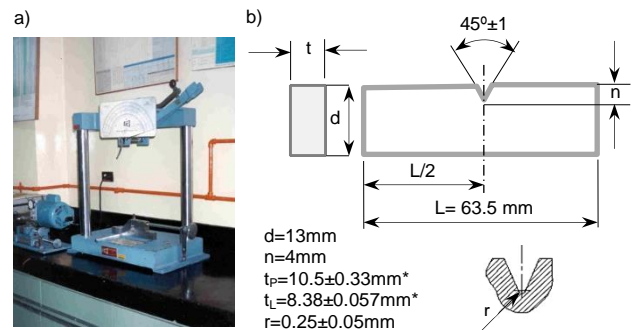 a)
b)
45⁰±1
t
n
d
L/2
L= 63.5 mm
d=13mm
n=4mm
tP=10.5±0.33mm*
tL=8.38±0.057mm*
r=0.25±0.05mm
r